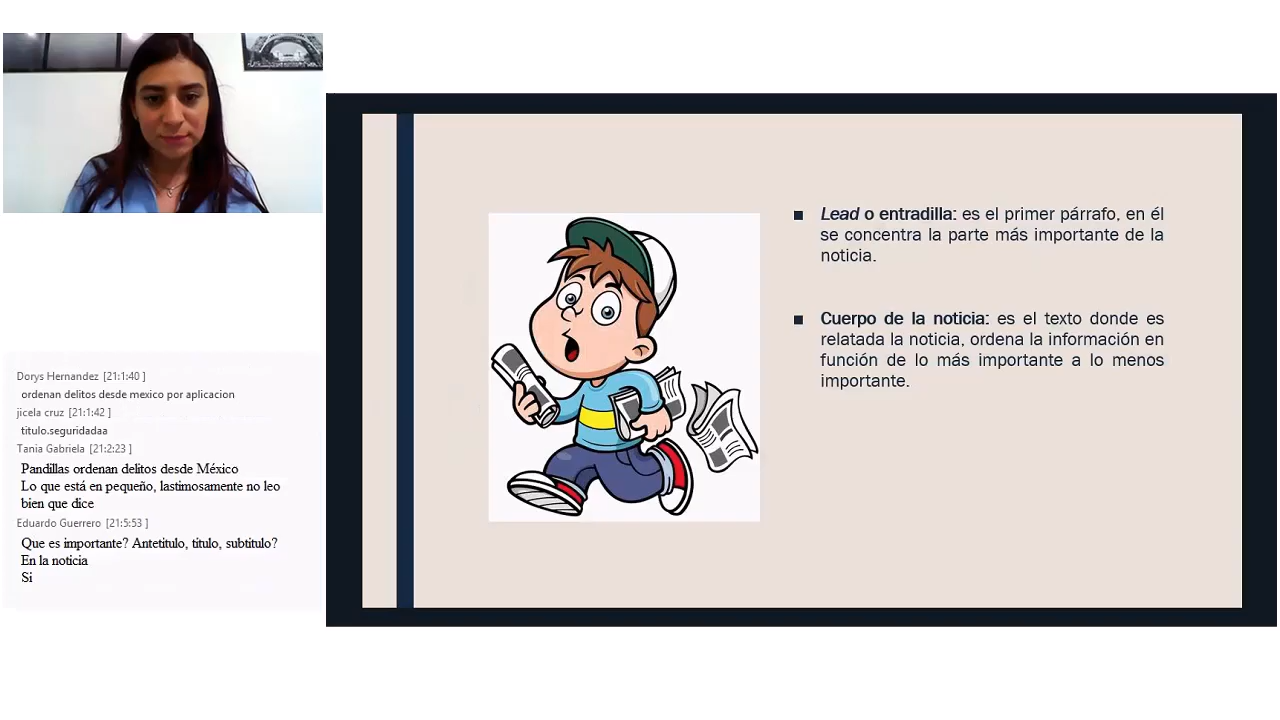 Lead o entradilla: es el primer párrafo, en él
se concentra la parte más importante de la
noticia.
Cuerpo de la noticia: es el texto donde es
relatada la noticia, ordena la información en
función de lo más importante a lo menos
importante.
Dorys Hernandez [21:1:40 ]
ordenan delitos desde mexico por aplicacion
jicela cruz [21:1:42 ]
titulo.seguridadaa
Tania Gabriela [21:2:23 ]
Pandillas ordenan delitos desde México
Lo que está en pequeño, lastimosamente no leo
bien que dice
Eduardo Guerrero [21:5:53 ]
Que es importante? Antetitulo, titulo, subtitulo?
En la noticia
Si